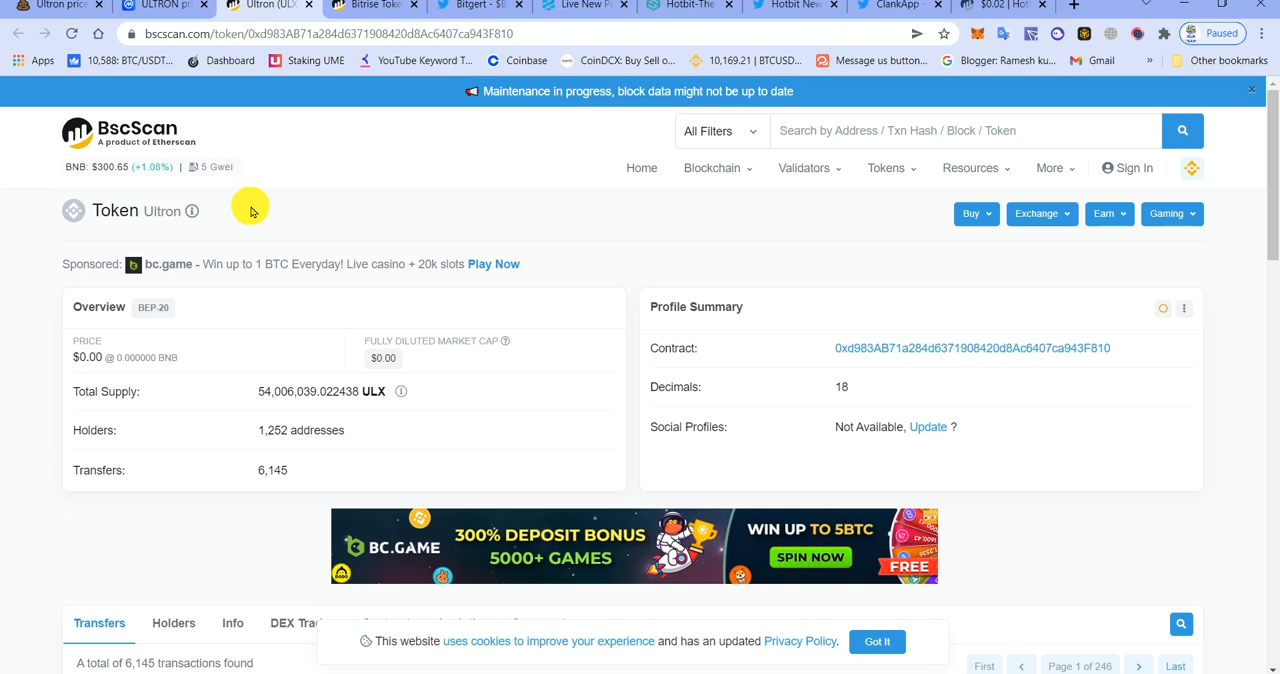 Ultron price
ULTRON pri
Ultron (ULX
Bitrise Toke
Bitgert - $B
Live New P
Hotbit-The
Hotbit New
ClankApp -
$0.02 | Hot
bscscan.com/token/0xd983AB71a284d6371908420d8Ac6407ca943F810
Paused
Apps
10,588: BTC/USDT...
Dashboard
Staking UME
YouTube Keyword T...
Coinbase
CoinDCX: Buy Sell o...
10,169.21 | BTCUSD...
Message us button...
Blogger: Ramesh ku...
Gmail
»
Other bookmarks
Maintenance in progress, block data might not be up to date
BscScan
A product of Etherscan
All Filters
Search by Address / Txn Hash / Block / Token
BNB: $300.65 (+1.08%) | 5 Gwei
Home
Blockchain
Validators
Tokens
Resources
More
Sign In
Token Ultron
Buy
Exchange
Earn
Gaming
Sponsored: bc.game - Win up to 1 BTC Everyday! Live casino + 20k slots Play Now
Overview BEP-20
PRICE
$0.00 @ 0.000000 BNB
FULLY DILUTED MARKET CAP
$0.00
Total Supply: 54,006,039.022438 ULX
Holders: 1,252 addresses
Transfers: 6,145
Profile Summary
Contract: 0xd983AB71a284d6371908420d8Ac6407ca943F810
Decimals: 18
Social Profiles: Not Available, Update ?
BC.GAME
300% DEPOSIT BONUS
5000+ GAMES
WIN UP TO 5BTC
SPIN NOW
FREE
Transfers
Holders
Info
DEX Tra
This website uses cookies to improve your experience and has an updated Privacy Policy.
Got It
A total of 6,145 transactions found
First
Page 1 of 246
Last